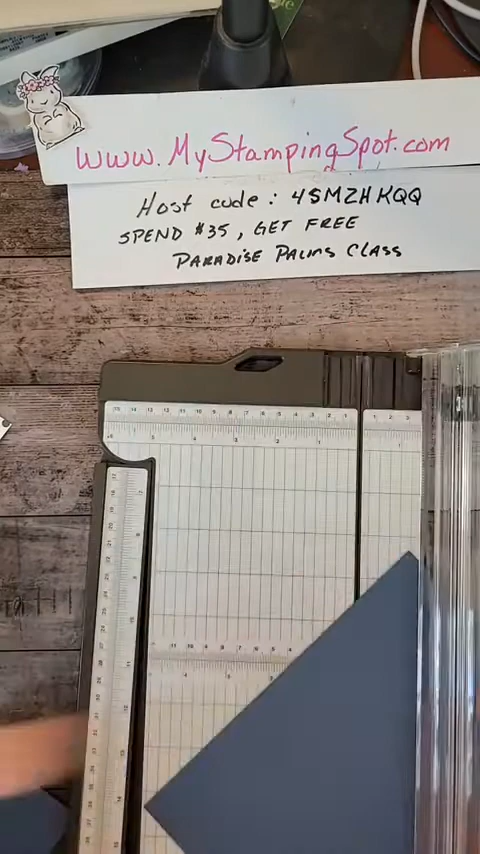 www.MyStampingSpot.com
Host code: 4SMZHKQQ
SPEND $35, GET FREE
PARADISE PALMS CLASS